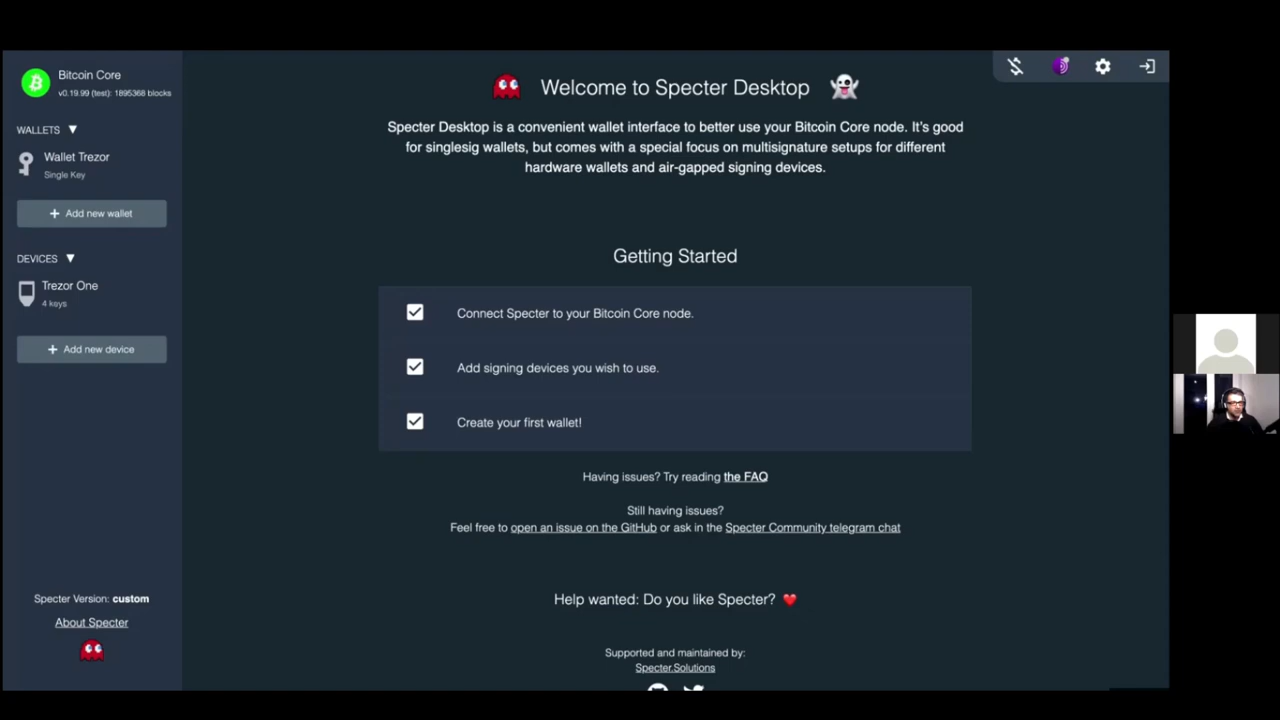 Bitcoin Core
v0.19.99 (test): 1895368 blocks
WALLETS ▼
Wallet Trezor
Single Key
+ Add new wallet
DEVICES ▼
Trezor One
4 keys
+ Add new device
Specter Version: custom
About Specter
Welcome to Specter Desktop
Specter Desktop is a convenient wallet interface to better use your Bitcoin Core node. It's good
for singlesig wallets, but comes with a special focus on multisignature setups for different
hardware wallets and air-gapped signing devices.
Getting Started
Connect Specter to your Bitcoin Core node.
Add signing devices you wish to use.
Create your first wallet!
Having issues? Try reading the FAQ
Still having issues?
Feel free to open an issue on the GitHub or ask in the Specter Community telegram chat
Help wanted: Do you like Specter? ❤️
Supported and maintained by:
Specter.Solutions